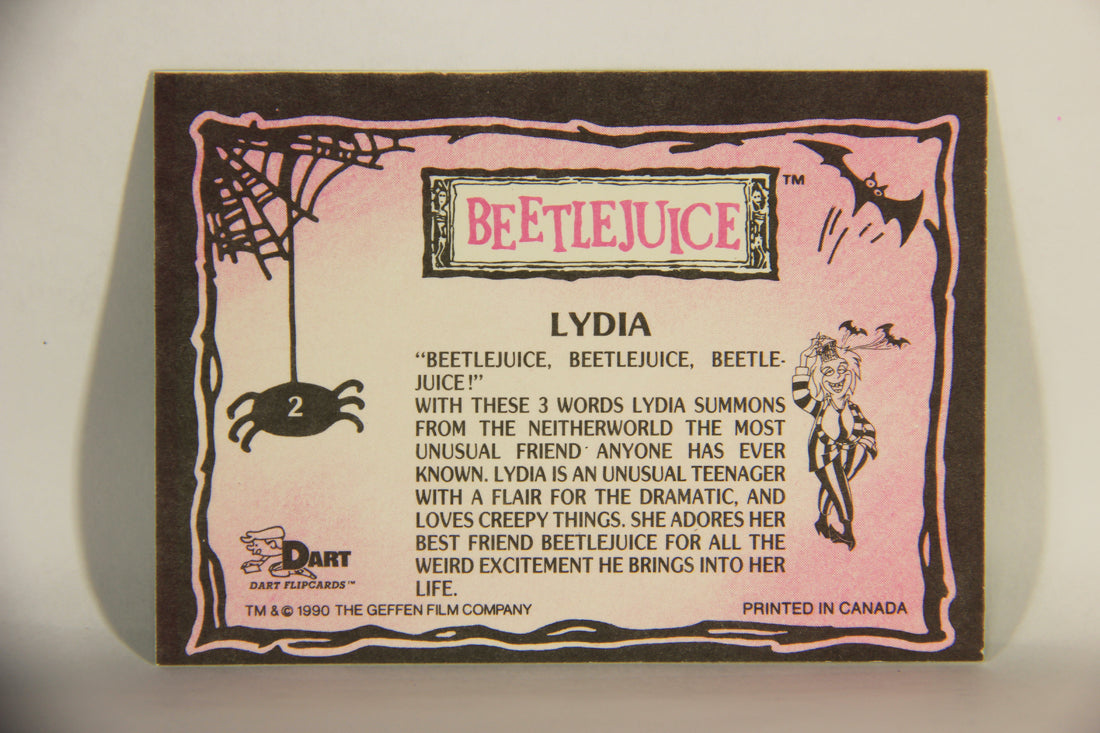 BEETLEJUICE TM
LYDIA
“BEETLEJUICE, BEETLEJUICE, BEETLE-
JUICE!”
WITH THESE 3 WORDS LYDIA SUMMONS
FROM THE NEITHERWORLD THE MOST
UNUSUAL FRIEND ANYONE HAS EVER
KNOWN. LYDIA IS AN UNUSUAL TEENAGER
WITH A FLAIR FOR THE DRAMATIC, AND
LOVES CREEPY THINGS. SHE ADORES HER
BEST FRIEND BEETLEJUICE FOR ALL THE
WEIRD EXCITEMENT HE BRINGS INTO HER
LIFE.
2
DART
DART FLIPCARDS™
TM & © 1990 THE GEFFEN FILM COMPANY
PRINTED IN CANADA